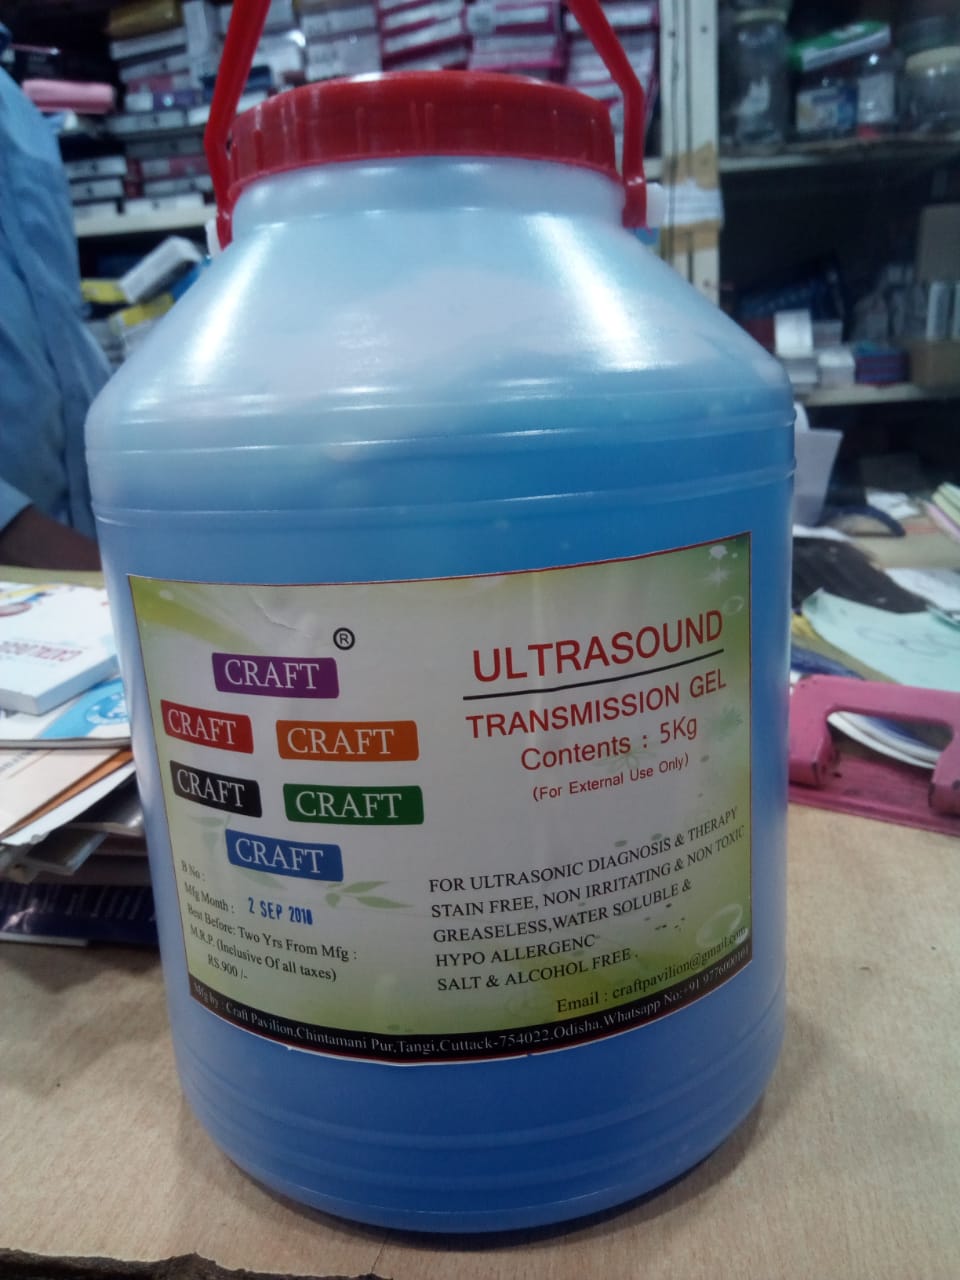 ®
CRAFT
CRAFT CRAFT
CRAFT CRAFT
CRAFT
B No :
Mfg Month : 2 SEP 2018
Best Before: Two Yrs From Mfg :
M.R.P. (Inclusive Of all taxes)
RS.900 /-
ULTRASOUND
TRANSMISSION GEL
Contents : 5Kg
(For External Use Only)
FOR ULTRASONIC DIAGNOSIS & THERAPY
STAIN FREE, NON IRRITATING & NON TOXIC
GREASELESS,WATER SOLUBLE &
HYPO ALLERGENC
SALT & ALCOHOL FREE .
Email : craftpavilion@gmail.com
Mfg by : Craft Pavilion,Chintamani Pur,Tangi,Cuttack-754022,Odisha,Whatsapp No:+91